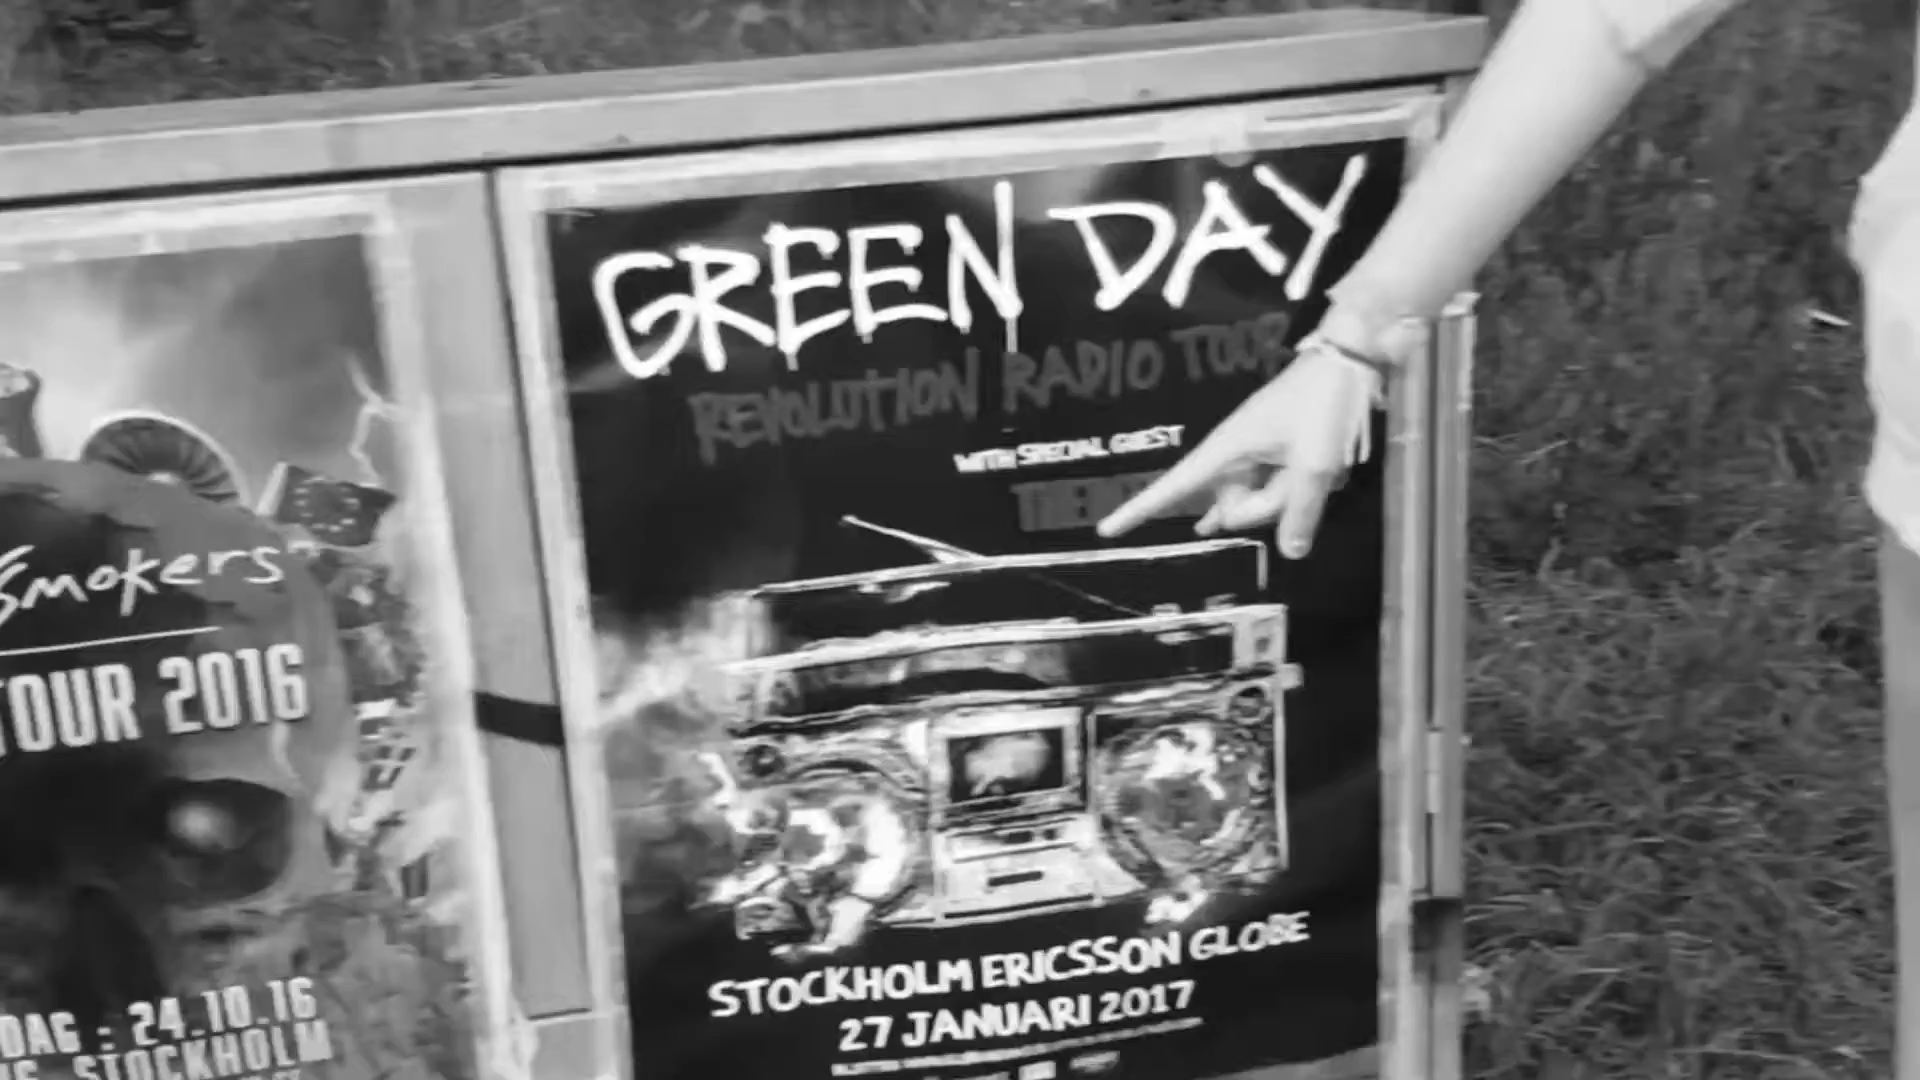 Smokers
TOUR 2016
DAG : 24.10.16
STOCKHOLM
GREEN DAY
REVOLUTION RADIO TOUR
WITH SPECIAL GUEST
STOCKHOLM ERICSSON GLOBE
27 JANUARI 2017